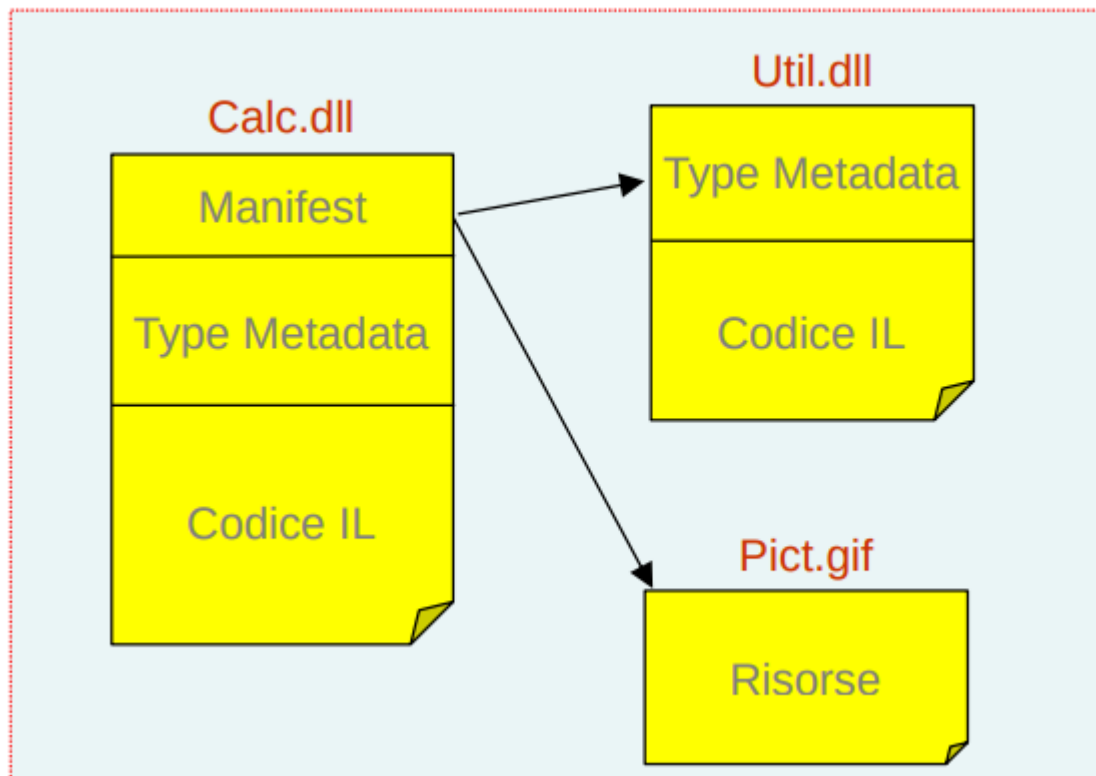 Calc.dll
Manifest
Type Metadata
Codice IL
Util.dll
Type Metadata
Codice IL
Pict.gif
Risorse